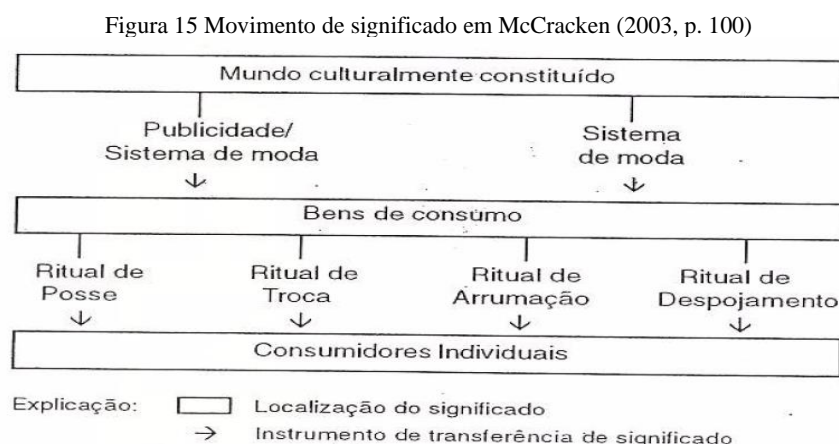 Figura 15 Movimento de significado em McCracken (2003, p. 100)
Mundo culturalmente constituído
Publicidade/ Sistema
Sistema de moda de moda
Bens de consumo
Ritual de Ritual de Ritual de Ritual de
Posse Troca Arrumação Despojamento
Consumidores Individuais
Explicação: Localização do significado
→ Instrumento de transferência de significado